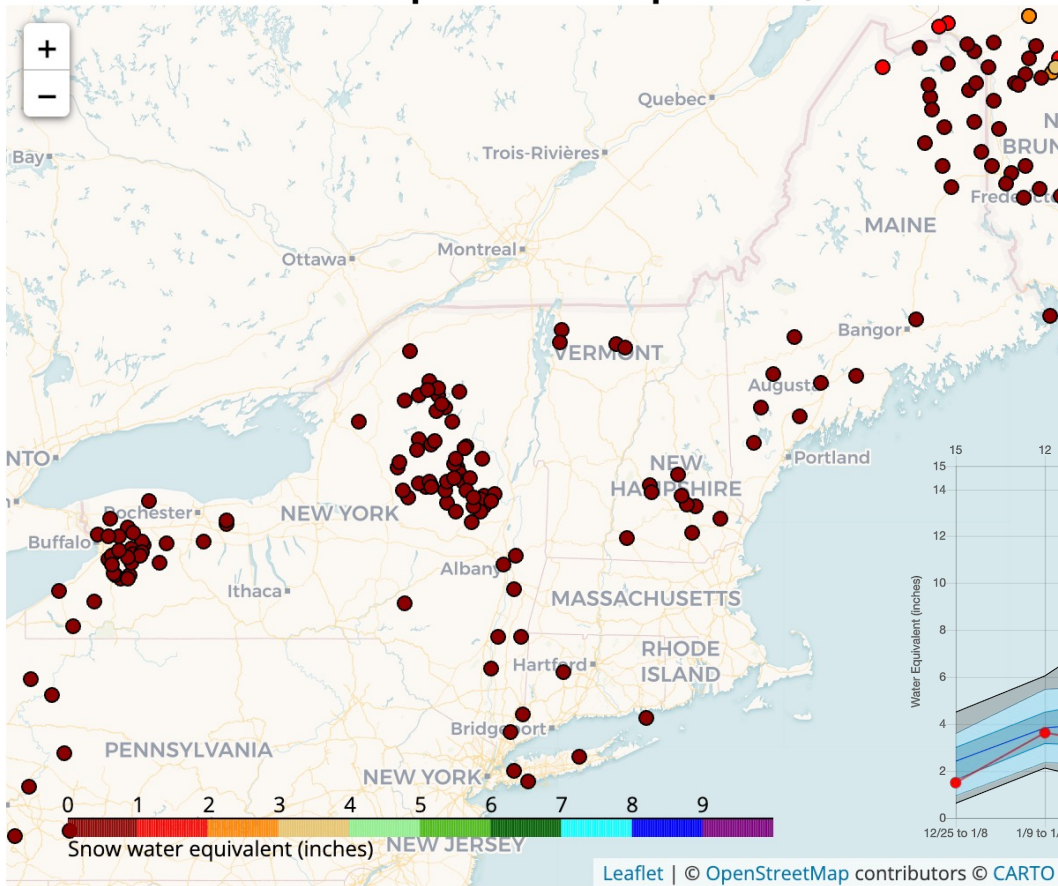 +
−
Quebec
Bay
Trois-Rivières
MAINE
Montreal
Ottawa
Bangor
VERMONT
Augusta
NTO
Portland
NEW
HAMPSHIRE
Rochester
NEW YORK
Buffalo
Albany
Ithaca
MASSACHUSETTS
RHODE
ISLAND
Hartford
Bridgeport
PENNSYLVANIA
NEW YORK
NEW JERSEY
0 1 2 3 4 5 6 7 8 9
Snow water equivalent (inches)
15 12
15
14
12
10
8
6
4
2
0
Water Equivalent (inches)
12/25 to 1/8 1/9 to 1/
Leaflet | © OpenStreetMap contributors © CARTO